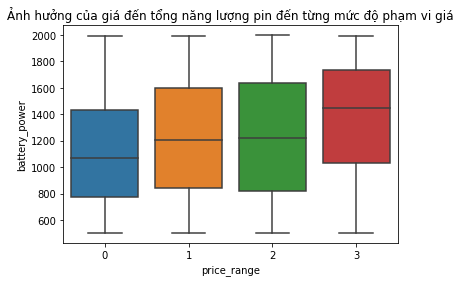 Ảnh hưởng của giá đến tổng năng lượng pin đến từng mức độ phạm vi giá
2000
1800
1600
1400
1200
1000
800
600
battery_power
0 1 2 3
price_range